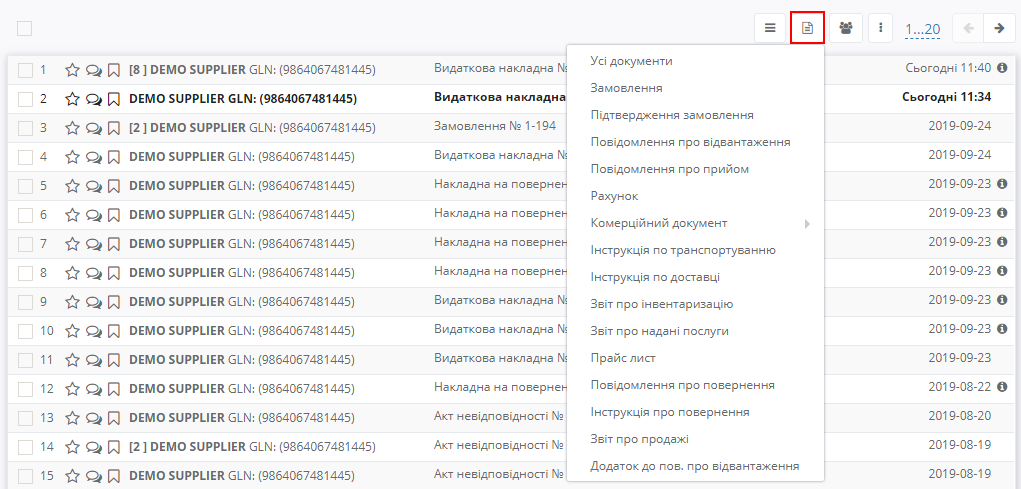 1...20
1 [8 ] DEMO SUPPLIER GLN: (9864067481445) Видаткова накладна № Сьогодні 11:40
2 DEMO SUPPLIER GLN: (9864067481445) Видаткова накладна Сьогодні 11:34
3 [2 ] DEMO SUPPLIER GLN: (9864067481445) Замовлення № 1-194 2019-09-24
4 DEMO SUPPLIER GLN: (9864067481445) Видаткова накладна № 2019-09-24
5 DEMO SUPPLIER GLN: (9864067481445) Накладна на поверне 2019-09-23
6 DEMO SUPPLIER GLN: (9864067481445) Накладна на поверне 2019-09-23
7 DEMO SUPPLIER GLN: (9864067481445) Накладна на поверне 2019-09-23
8 DEMO SUPPLIER GLN: (9864067481445) Накладна на поверне 2019-09-23
9 DEMO SUPPLIER GLN: (9864067481445) Видаткова накладна № 2019-09-23
10 DEMO SUPPLIER GLN: (9864067481445) Видаткова накладна № 2019-09-23
11 DEMO SUPPLIER GLN: (9864067481445) Видаткова накладна № 2019-09-23
12 DEMO SUPPLIER GLN: (9864067481445) Накладна на поверне 2019-08-22
13 DEMO SUPPLIER GLN: (9864067481445) Акт невідповідності № 2019-08-20
14 [2 ] DEMO SUPPLIER GLN: (9864067481445) Акт невідповідності № 2019-08-19
15 DEMO SUPPLIER GLN: (9864067481445) Акт невідповідності № 2019-08-19
Усі документи
Замовлення
Підтвердження замовлення
Повідомлення про відвантаження
Повідомлення про прийом
Рахунок
Комерційний документ
Інструкція по транспортуванню
Інструкція по доставці
Звіт про інвентаризацію
Звіт про надані послуги
Прайс лист
Повідомлення про повернення
Інструкція про повернення
Звіт про продажі
Додаток до пов. про відвантаження